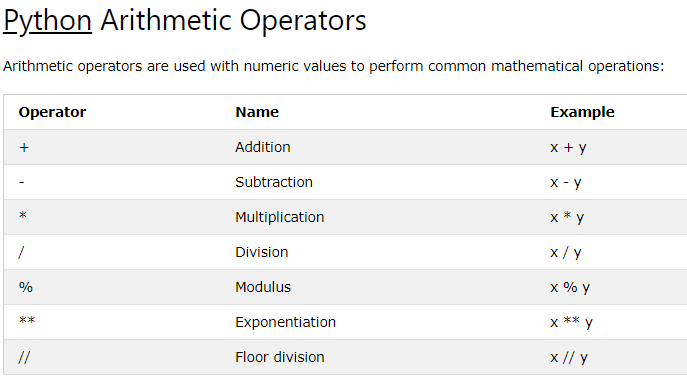 Python Arithmetic Operators
Arithmetic operators are used with numeric values to perform common mathematical operations:
Operator Name Example
+ Addition x + y
- Subtraction x - y
* Multiplication x * y
/ Division x / y
% Modulus x % y
** Exponentiation x ** y
// Floor division x // y